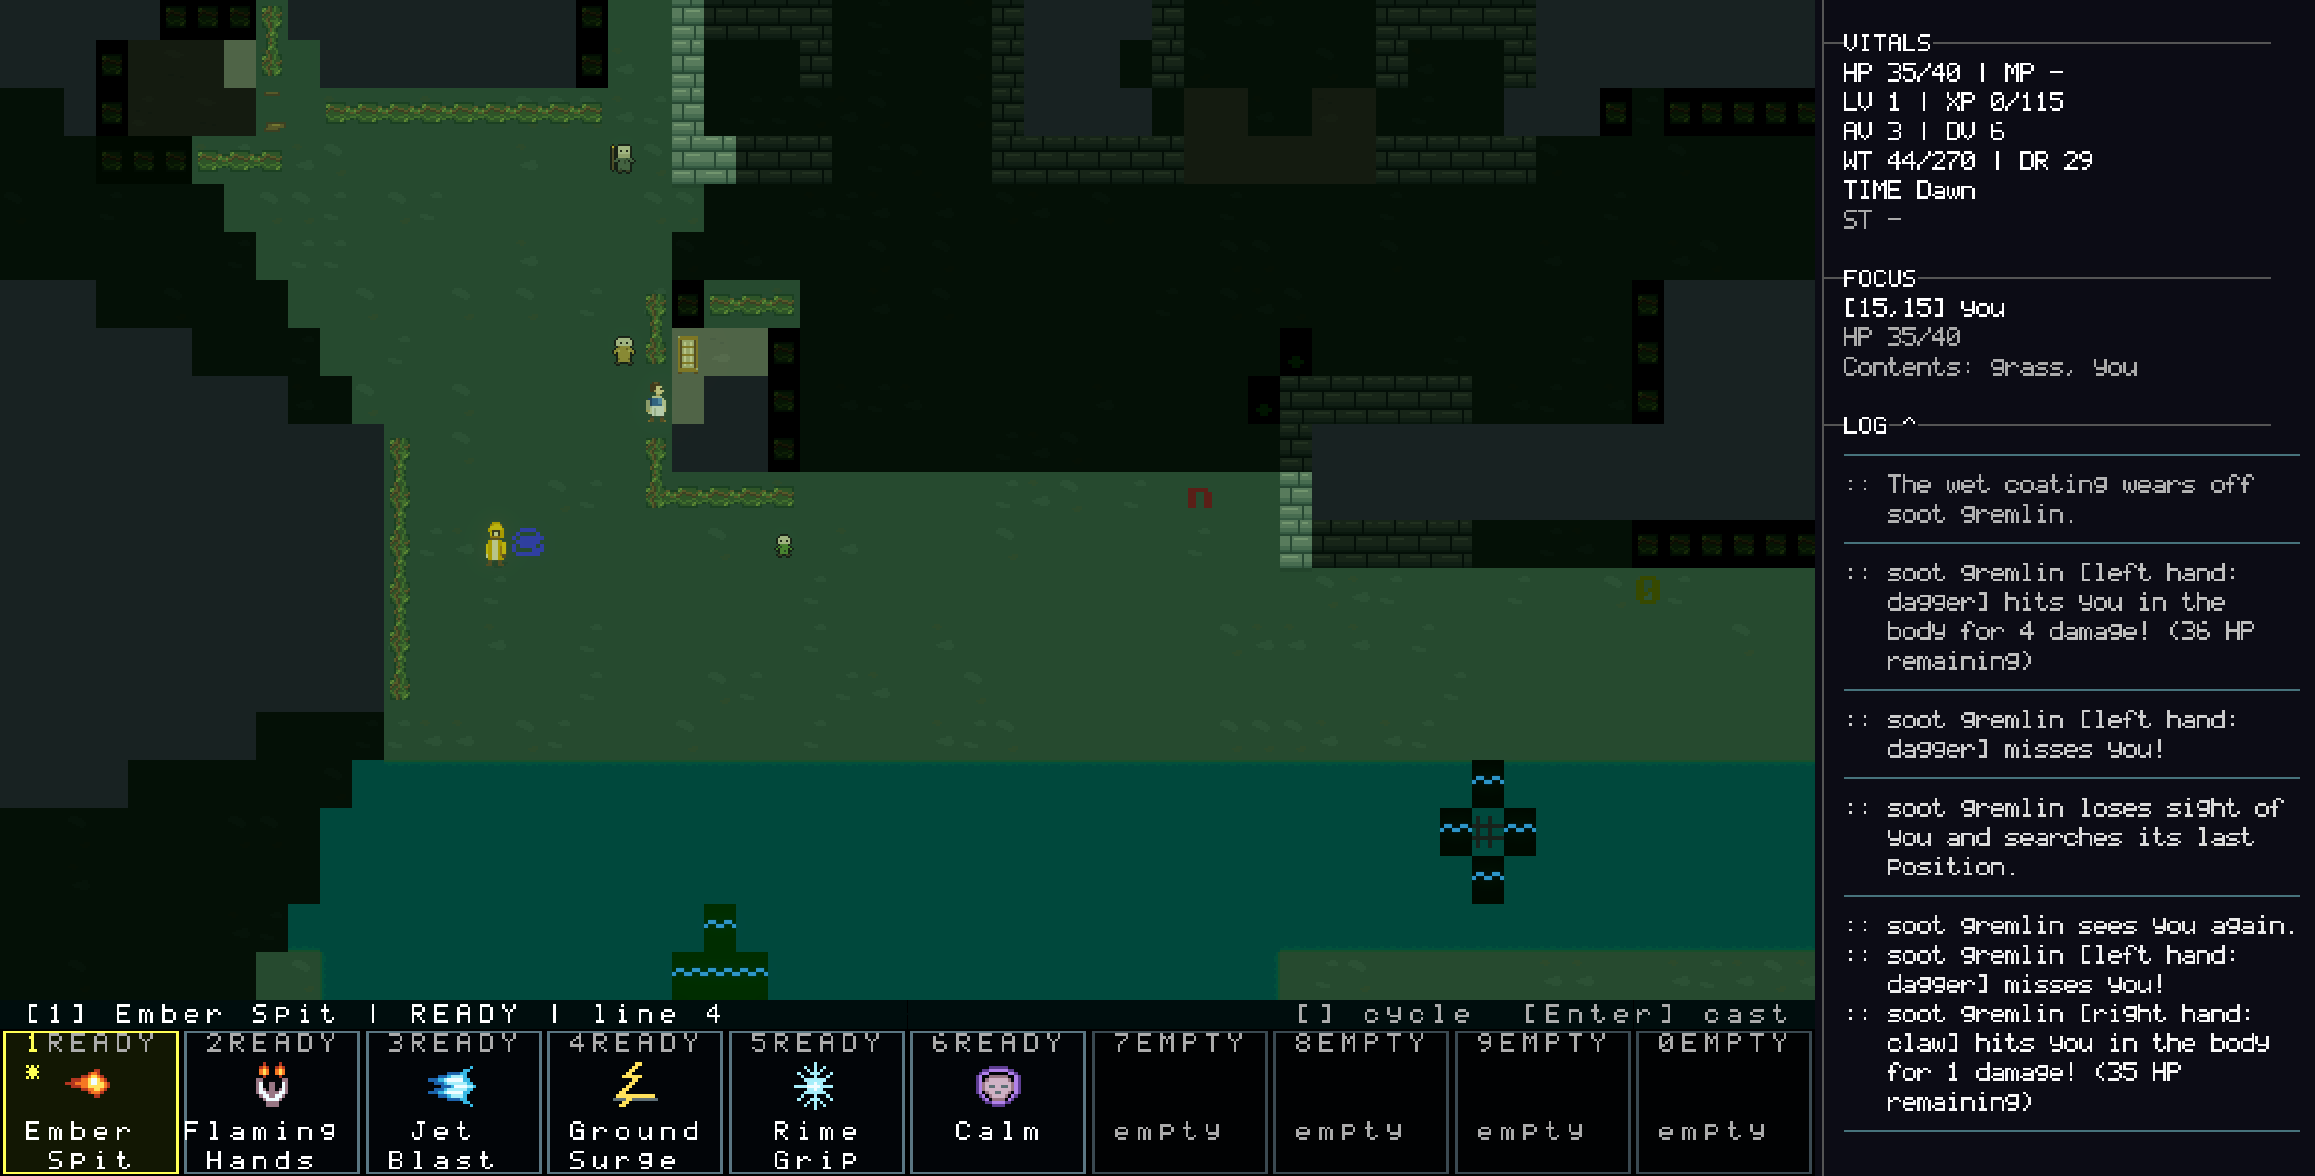 VITALS
HP 35/40 | MP -
LV 1 | XP 0/115
AV 3 | DV 6
WT 44/270 | DR 29
TIME Dawn
ST -
FOCUS
[15,15] You
HP 35/40
Contents: grass, You
LOG ^
:: The wet coating wears off
soot gremlin.
:: soot gremlin [left hand:
dagger] hits you in the
body for 4 damage! (36 HP
remaining)
:: soot gremlin [left hand:
dagger] misses you!
:: soot gremlin loses sight of
you and searches its last
position.
:: soot gremlin sees you again.
:: soot gremlin [left hand:
dagger] misses you!
:: soot gremlin [right hand:
claw] hits you in the body
for 1 damage! (35 HP
remaining)
n
0
[1] Ember Spit | READY | line 4
[] cycle [Enter] cast
1READY
*
Ember
Spit
2READY
Flaming
Hands
3READY
Jet
Blast
4READY
Ground
Surge
5READY
Rime
Grip
6READY
Calm
7EMPTY
empty
8EMPTY
empty
9EMPTY
empty
0EMPTY
empty